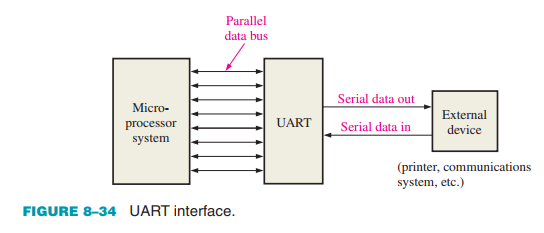 Parallel
data bus
Micro-
processor
system
UART
Serial data out
Serial data in
External
device
(printer, communications
system, etc.)
FIGURE 8–34 UART interface.